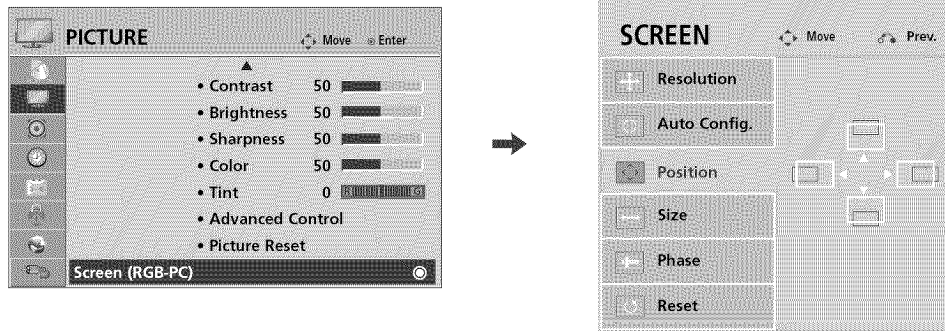 PICTURE
Move
Enter
• Contrast 50
• Brightness 50
• Sharpness 50
• Color 50
• Tint 0 R G
• Advanced Control
• Picture Reset
Screen (RGB-PC)
SCREEN
Move
Prev.
Resolution
Auto Config.
Position
Size
Phase
Reset